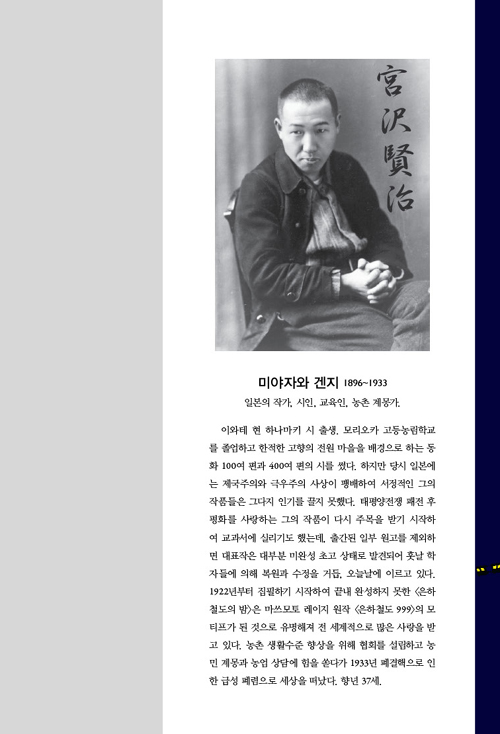 宮沢賢治
미야자와 겐지 1896~1933
일본의 작가, 시인, 교육인, 농촌 계몽가.
이와테 현 하나마키 시 출생. 모리오카 고등농림학교
를 졸업하고 한적한 고향의 전원 마을을 배경으로 하는 동
화 100여 편과 400여 편의 시를 썼다. 하지만 당시 일본에
는 제국주의와 극우주의 사상이 팽배하여 서정적인 그의
작품들은 그다지 인기를 끌지 못했다. 태평양전쟁 패전 후
평화를 사랑하는 그의 작품이 다시 주목을 받기 시작하
여 교과서에 실리기도 했는데, 출간된 일부 원고를 제외하
면 대표작은 대부분 미완성 초고 상태로 발견되어 훗날 학
자들에 의해 복원과 수정을 거듭, 오늘날에 이르고 있다.
1922년부터 집필하기 시작하여 끝내 완성하지 못한 〈은하
철도의 밤〉은 마쓰모토 레이지 원작 〈은하철도 999〉의 모
티프가 된 것으로 유명해져 전 세계적으로 많은 사랑을 받
고 있다. 농촌 생활수준 향상을 위해 협회를 설립하고 농
민 계몽과 농업 상담에 힘을 쏟다가 1933년 폐결핵으로 인
한 급성 폐렴으로 세상을 떠났다. 향년 37세.